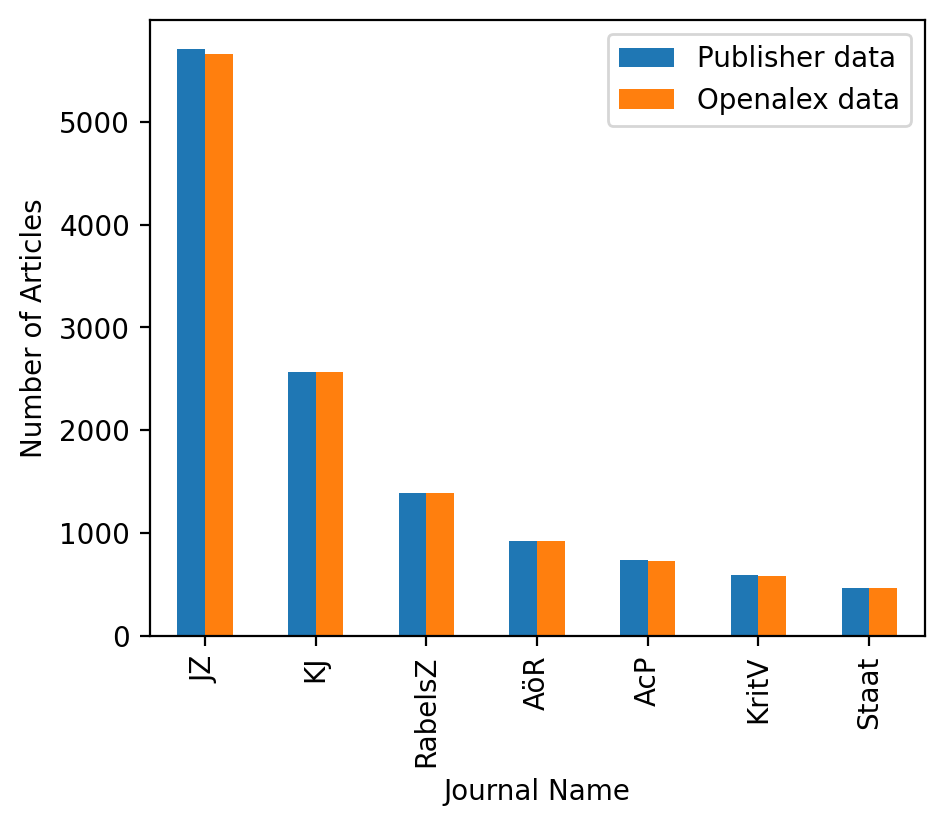 Publisher data
Openalex data
Number of Articles
5000
4000
3000
2000
1000
0
JZ
KJ
RabelsZ
AöR
AcP
KritV
Staat
Journal Name